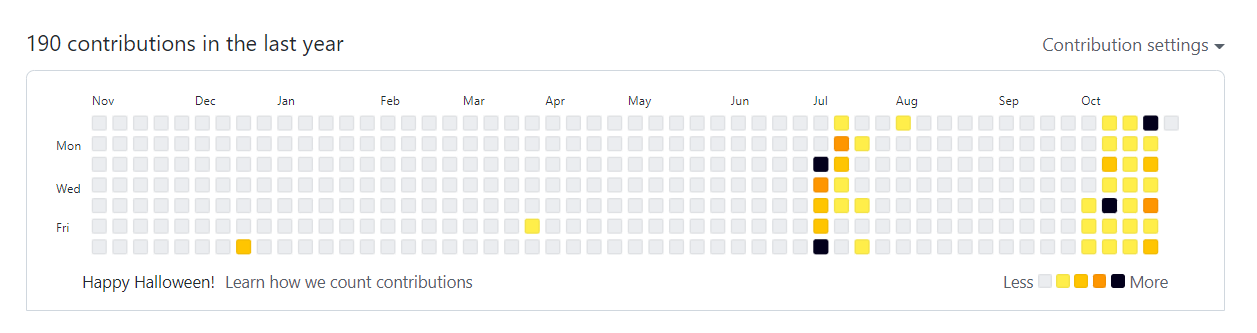 190 contributions in the last year
Contribution settings
Nov Dec Jan Feb Mar Apr May Jun Jul Aug Sep Oct
Mon
Wed
Fri
Happy Halloween! Learn how we count contributions
Less More